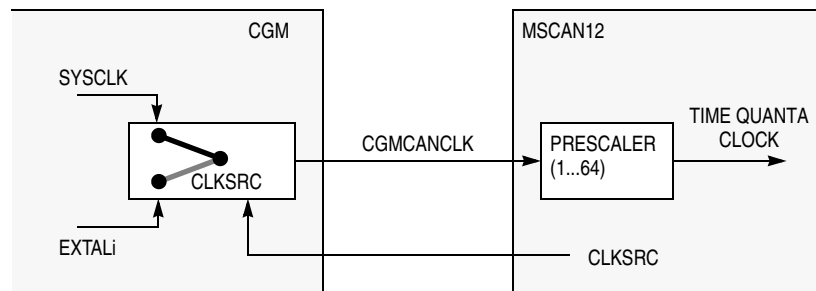 CGM
MSCAN12
SYSCLK
CLKSRC
EXTALi
CGMCANCLK
PRESCALER
(1...64)
TIME QUANTA
CLOCK
CLKSRC